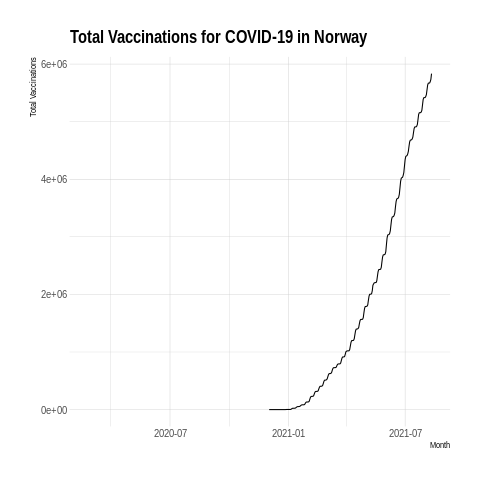 Total Vaccinations for COVID-19 in Norway
Total Vaccinations
6e+06
4e+06
2e+06
0e+00
2020-07
2021-01
2021-07
Month